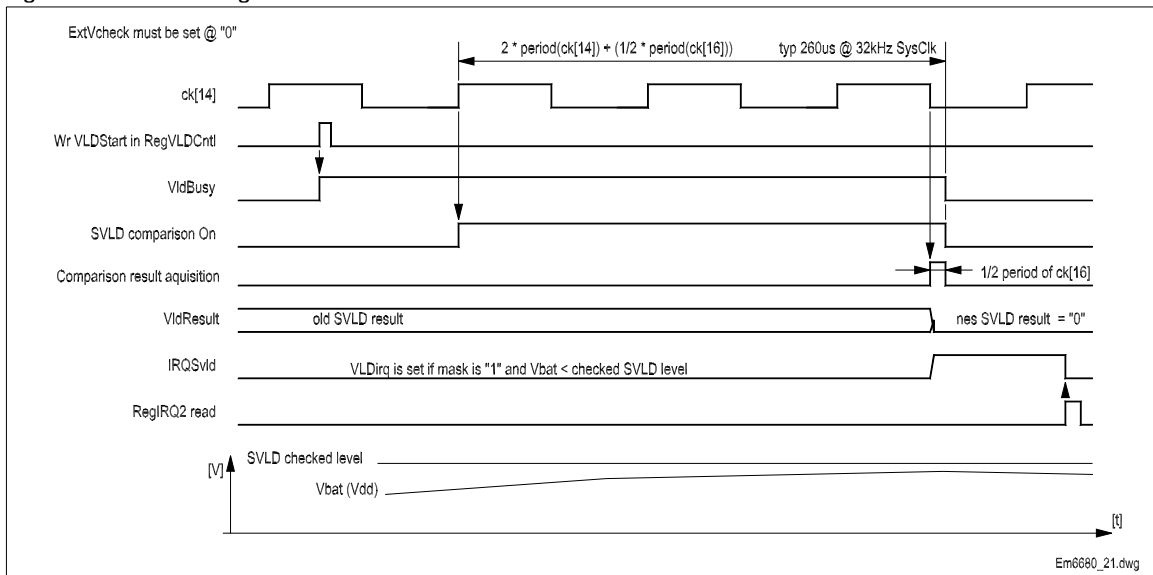 ExtVcheck must be set @ "0"
2 * period(ck[14]) + (1/2 * period(ck[16])) typ 260us @ 32kHz SysClk
ck[14]
Wr VLDStart in RegVLDCntl
VldBusy
SVLD comparison On
Comparison result aquisition
1/2 period of ck[16]
VldResult
old SVLD result
nes SVLD result = "0"
IRQSvld
VLDirq is set if mask is "1" and Vbat < checked SVLD level
RegIRQ2 read
[V]
SVLD checked level
Vbat (Vdd)
[t]
Em6680_21.dwg